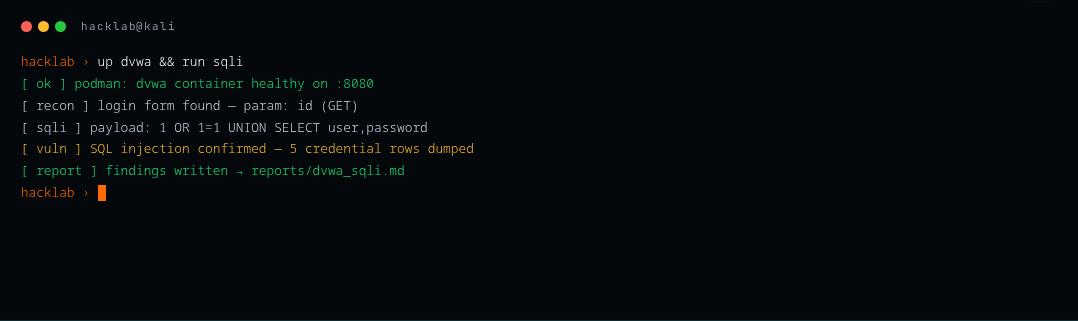 hacklab@kali
hacklab › up dvwa && run sqli
[ ok ] podman: dvwa container healthy on :8080
[ recon ] login form found — param: id (GET)
[ sqli ] payload: 1 OR 1=1 UNION SELECT user,password
[ vuln ] SQL injection confirmed — 5 credential rows dumped
[ report ] findings written → reports/dvwa_sqli.md
hacklab ›